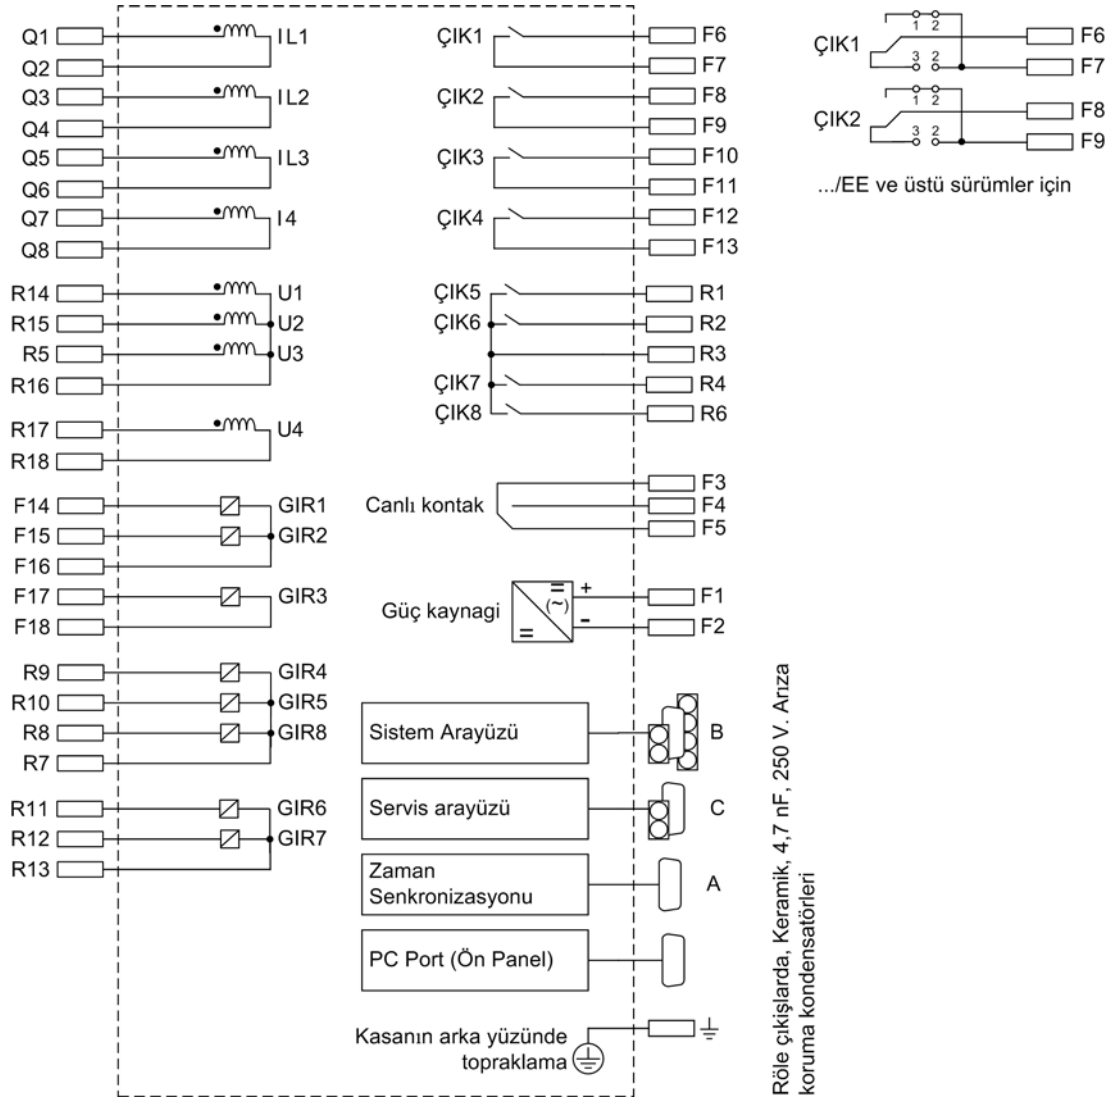 Q1 IL1 ÇIK1 F6
Q2 F7
Q3 IL2 ÇIK2 F8
Q4 F9
Q5 IL3 ÇIK3 F10
Q6 F11
Q7 I4 ÇIK4 F12
Q8 F13
R14 U1 ÇIK5 R1
R15 U2 ÇIK6 R2
R5 U3 R3
R16 ÇIK7 R4
R17 U4 ÇIK8 R6
R18
F14 GIR1 Canlı kontak F3
F4
F5
F15 GIR2
F16
F17 GIR3 Güç kaynagi = (~) = + F1
F18 - F2
R9 GIR4
R10 GIR5
R8 GIR8
R7
R11 GIR6
R12 GIR7
R13
Sistem Arayüzü B
Servis arayüzü C
Zaman
Senkronizasyonu A
PC Port (Ön Panel)
Kasanın arka yüzünde
topraklama
ÇIK1 1 2 F6
3 2 F7
ÇIK2 1 2 F8
3 2 F9
.../EE ve üstü sürümler için
Röle çıkışlarda, Keramik, 4,7 nF, 250 V. Arıza
koruma kondensatörleri